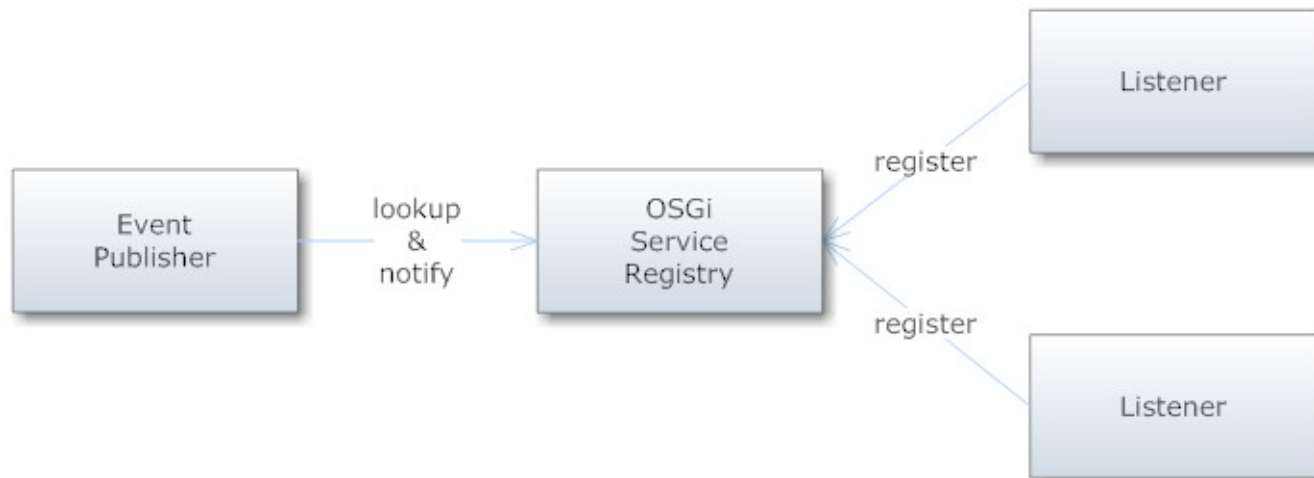 Event
Publisher
lookup
&
notify
OSGi
Service
Registry
register
register
Listener
Listener